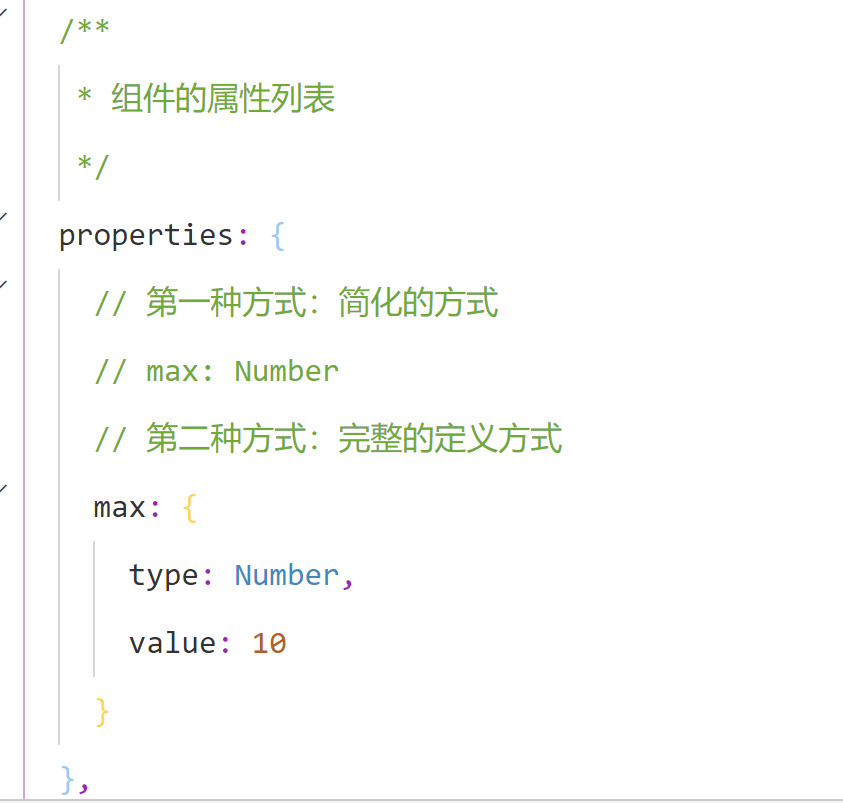 /**
* 组件的属性列表
*/
properties: {
// 第一种方式：简化的方式
// max: Number
// 第二种方式：完整的定义方式
max: {
type: Number,
value: 10
}
},